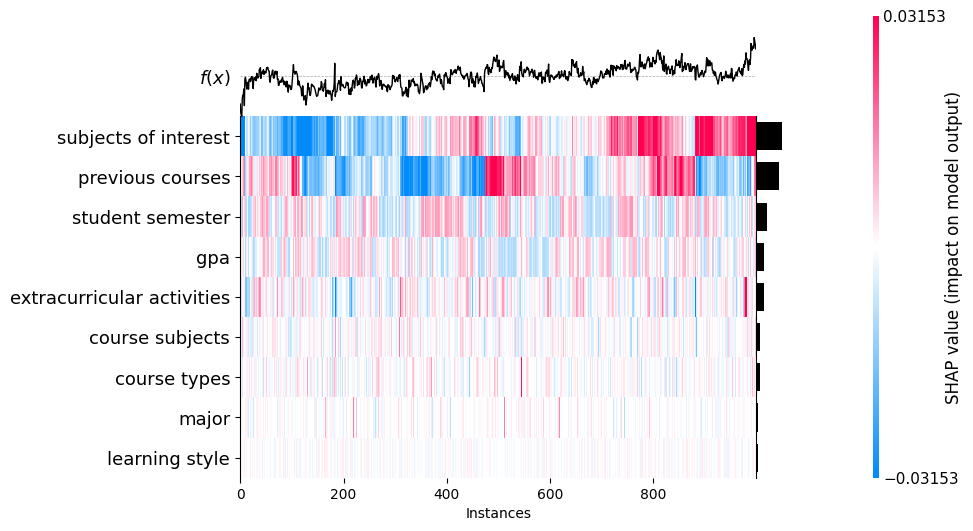 0.03153
f(x)
subjects of interest
previous courses
student semester
gpa
extracurricular activities
course subjects
course types
major
learning style
0 200 400 600 800
Instances
SHAP value (impact on model output)
−0.03153